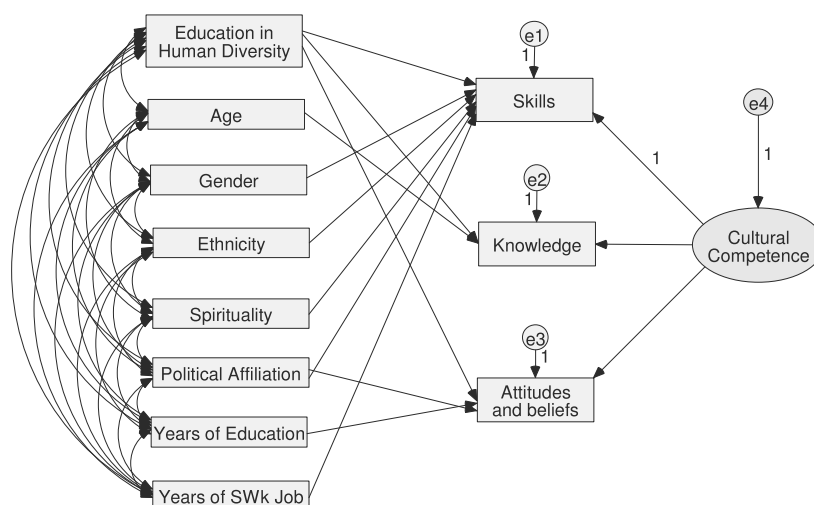 Education in
Human Diversity
Age
Gender
Ethnicity
Spirituality
Political Affiliation
Years of Education
Years of SWk Job
e1
1
Skills
e2
1
Knowledge
e3
1
Attitudes
and beliefs
e4
1
1
Cultural
Competence